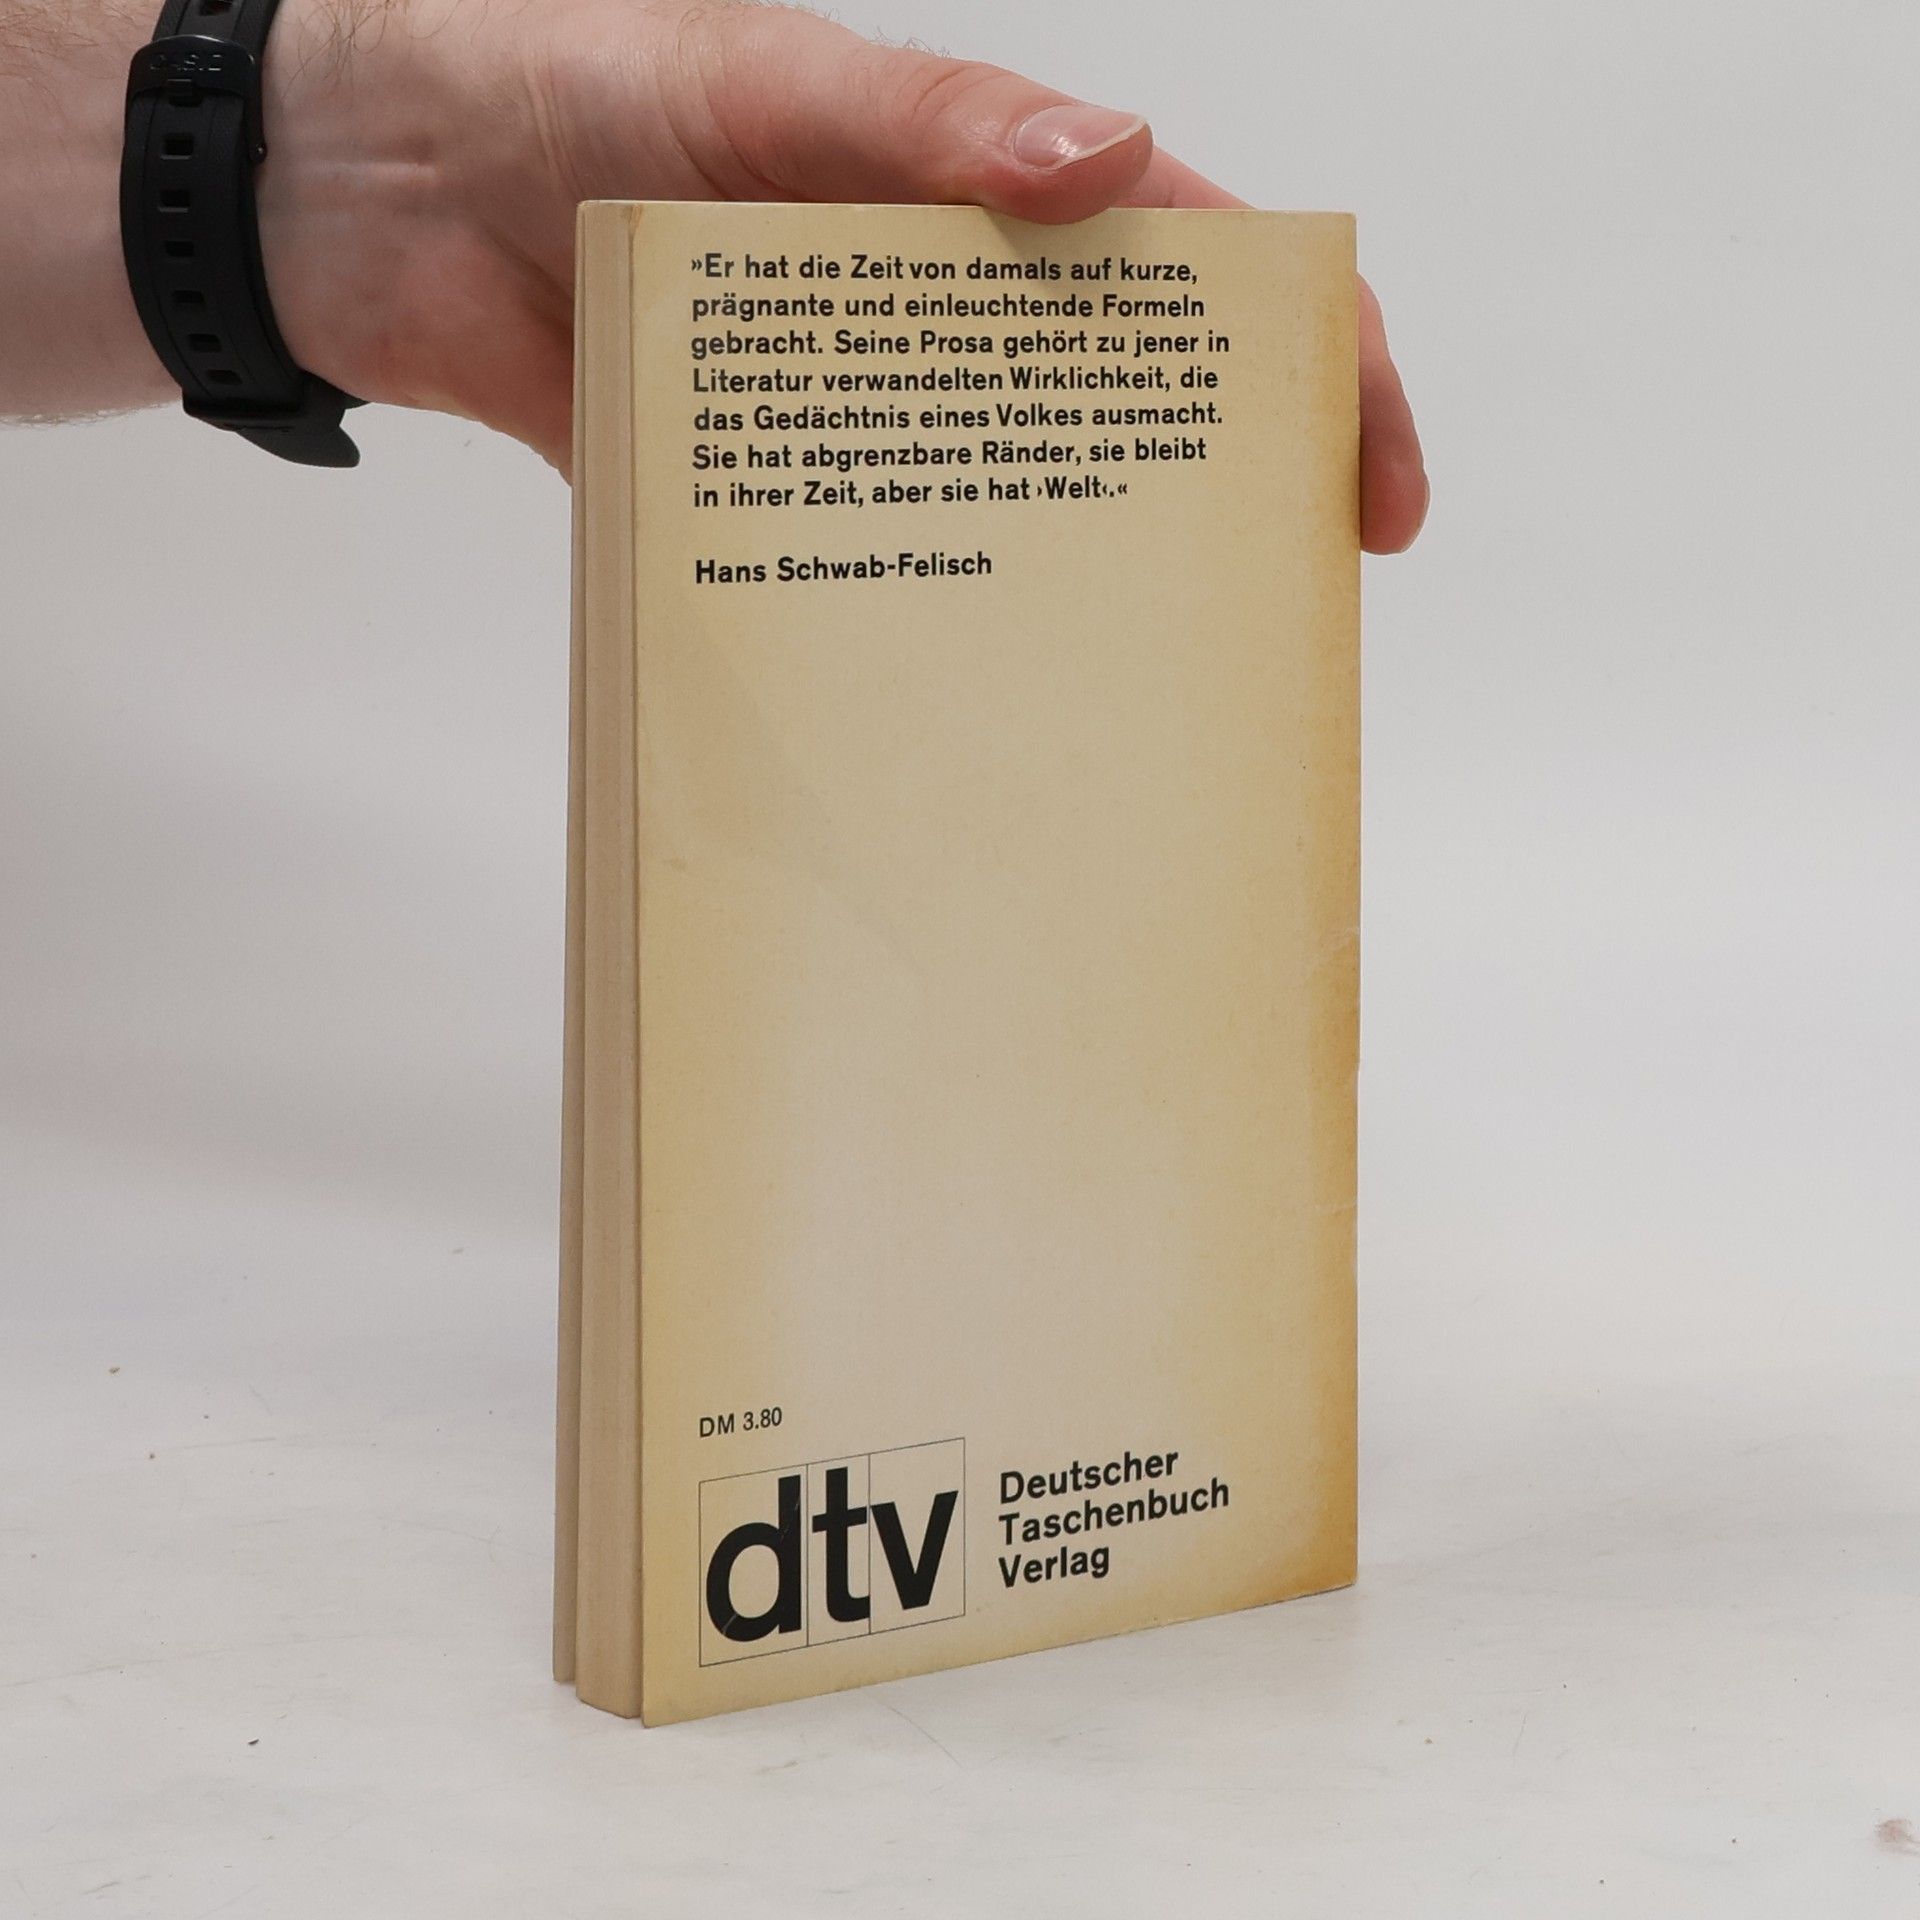 CASIO
»Er hat die Zeit von damals auf kurze,
prägnante und einleuchtende Formeln
gebracht. Seine Prosa gehört zu jener in
Literatur verwandelten Wirklichkeit, die
das Gedächtnis eines Volkes ausmacht.
Sie hat abgrenzbare Ränder, sie bleibt
in ihrer Zeit, aber sie hat ›Welt‹.«
Hans Schwab-Felisch
DM 3.80
dtv
Deutscher
Taschenbuch
Verlag